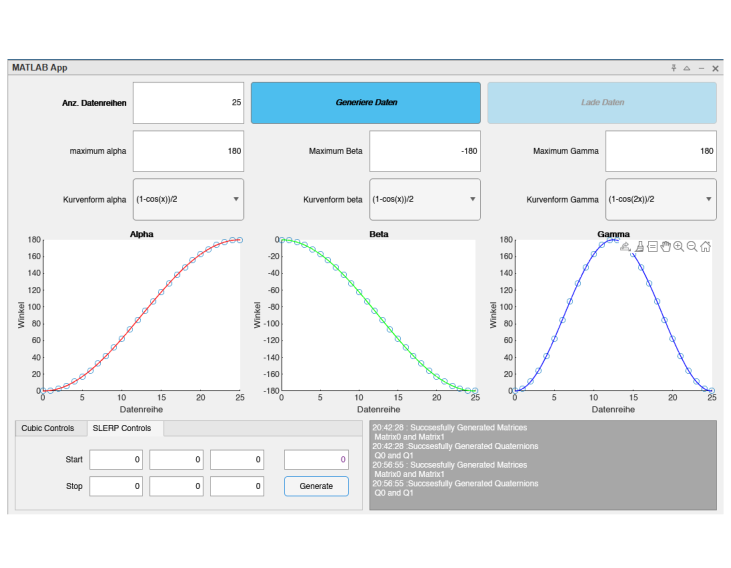 MATLAB App
Anz. Datenreihen 25 Generiere Daten Lade Daten
maximum alpha 180 Maximum Beta -180 Maximum Gamma 180
Kurvenform alpha (1-cos(x))/2 Kurvenform beta (1-cos(x))/2 Kurvenform Gamma (1-cos(2x))/2
Alpha
180
160
140
120
100
80
60
40
20
0
Winkel
0 5 10 15 20 25
Datenreihe
Beta
0
-20
-40
-60
-80
-100
-120
-140
-160
-180
Winkel
0 5 10 15 20 25
Datenreihe
Gamma
180
160
140
120
100
80
60
40
20
0
Winkel
0 5 10 15 20 25
Datenreihe
Cubic Controls SLERP Controls
Start 0 0 0 0
Stop 0 0 0 Generate
20:42:28 : Succsesfully Generated Matrices
Matrix0 and Matrix1
20:42:28 Succsesfully Generated Quaternions
Q0 and Q1
20:56:55 : Succsesfully Generated Matrices
Matrix0 and Matrix1
20:56:55 Succsesfully Generated Quaternions
Q0 and Q1